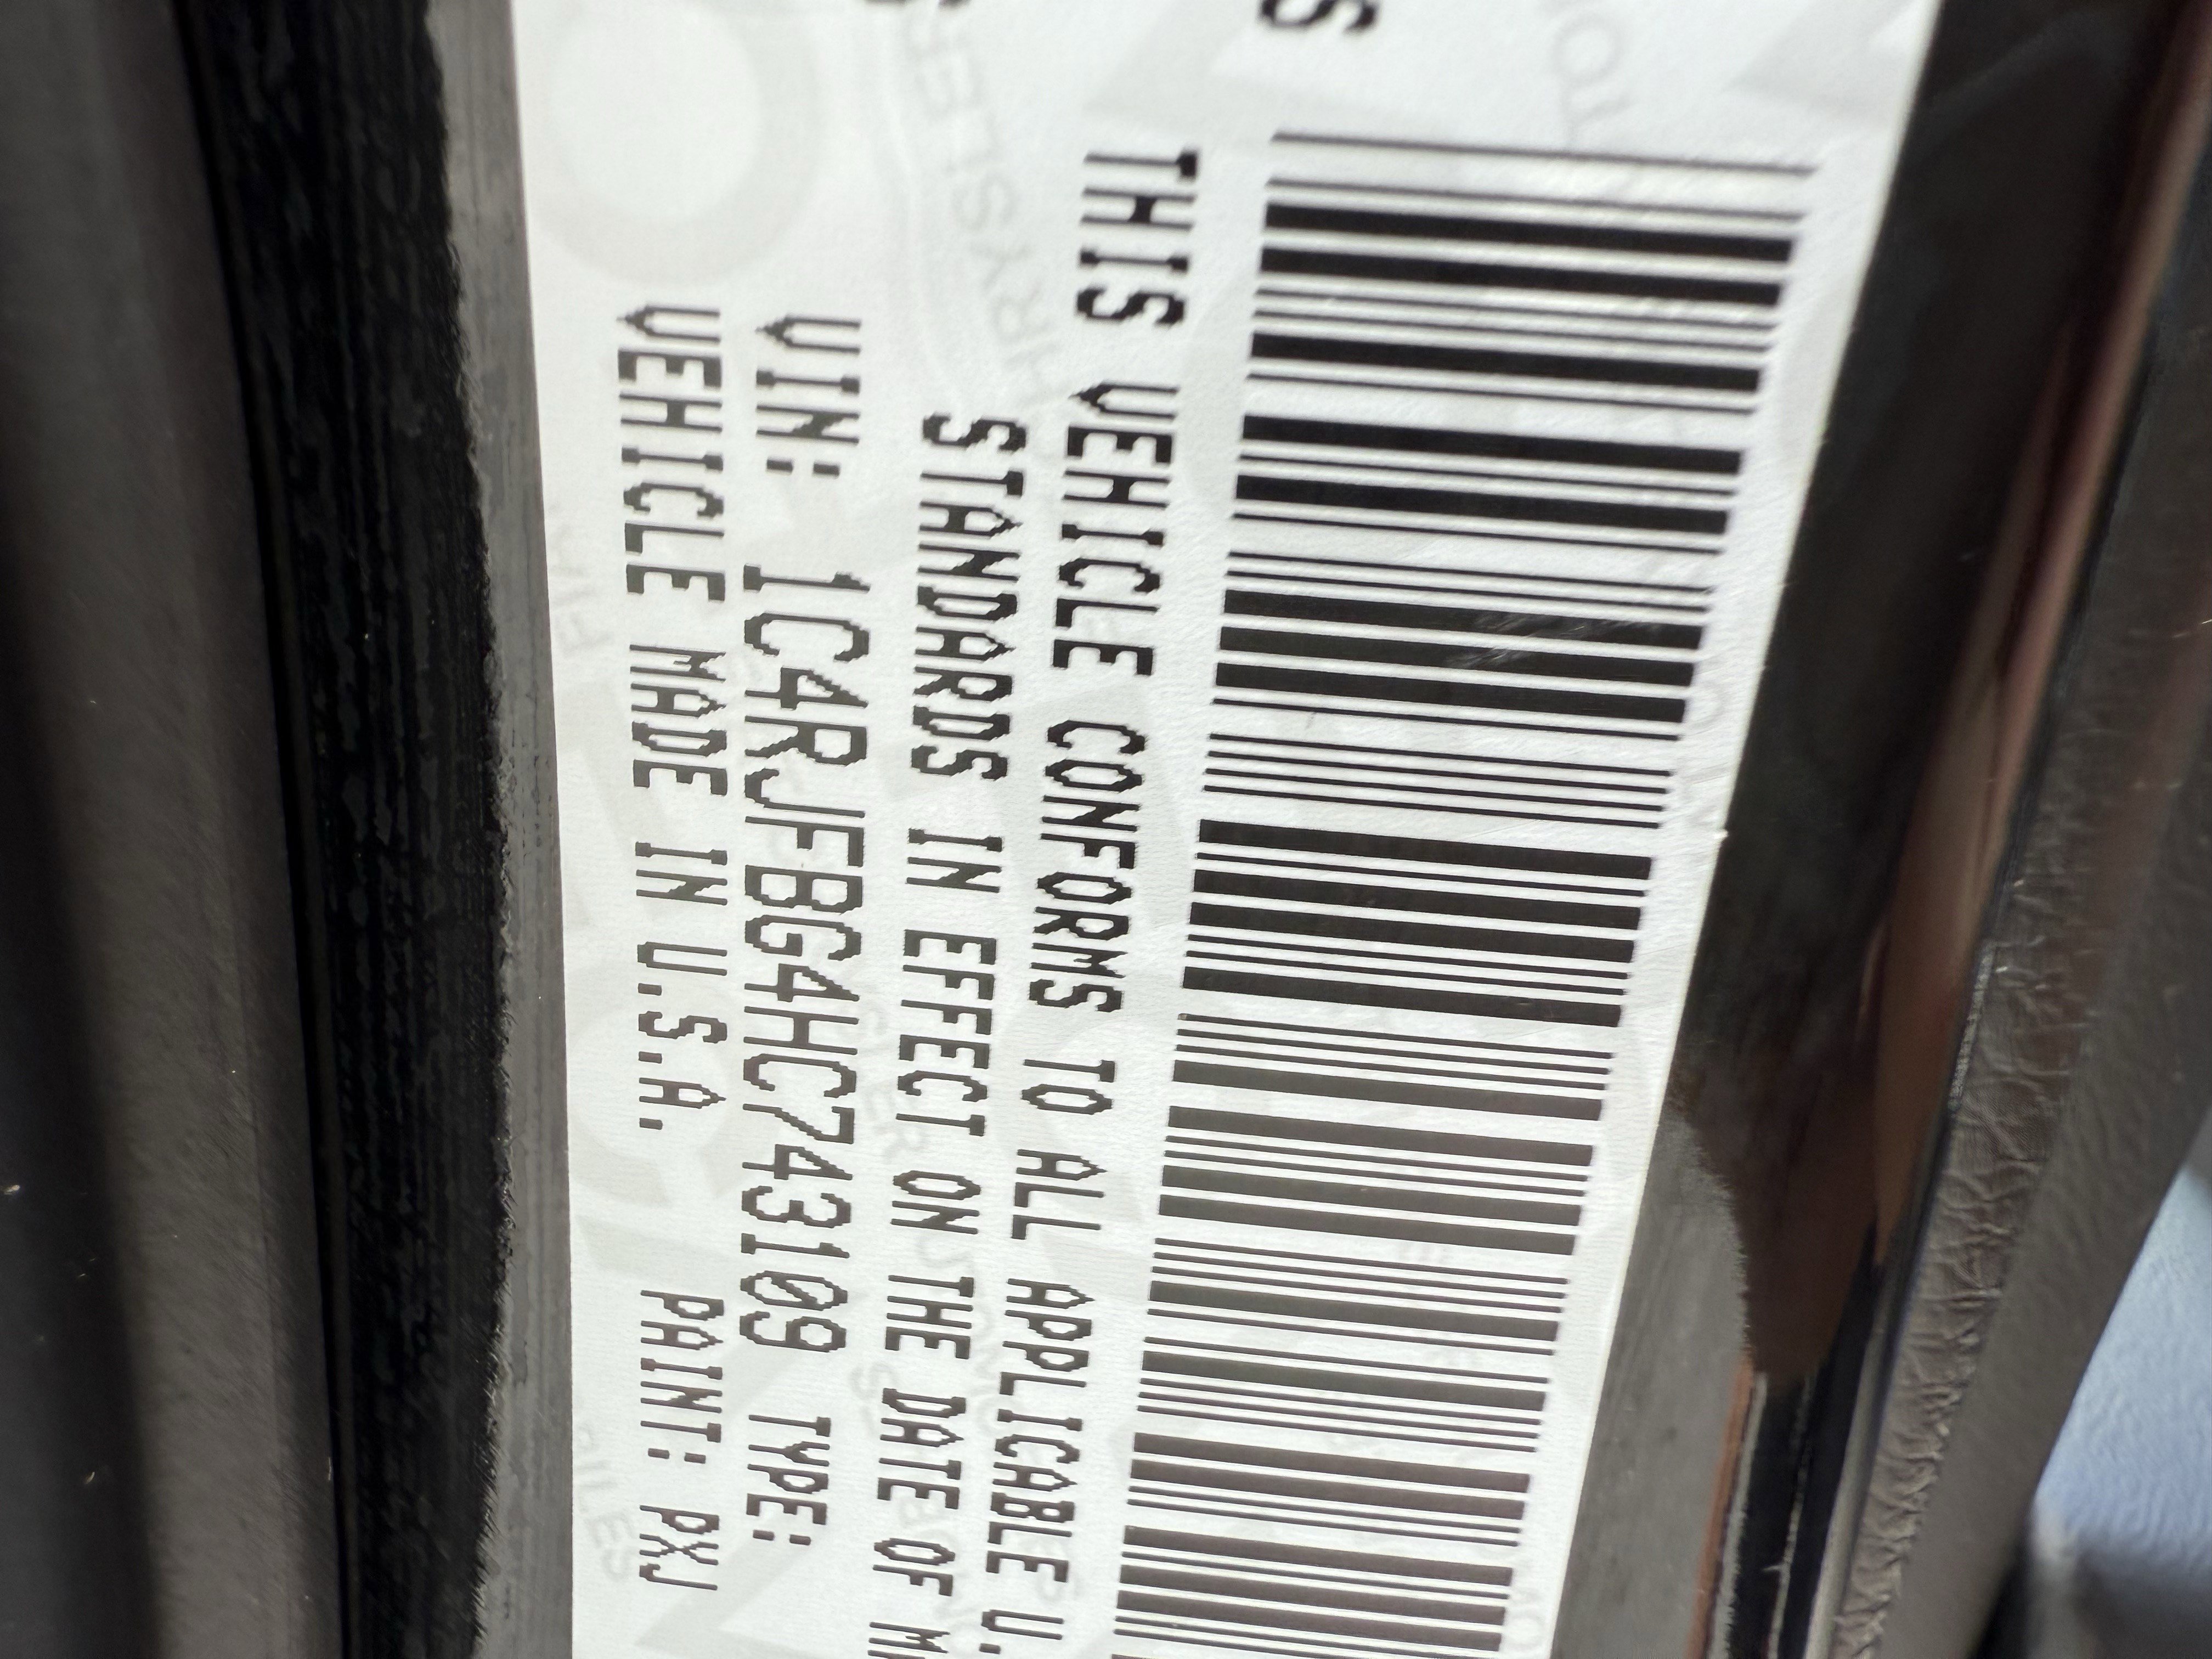 THIS VEHICLE CONFORMS TO ALL APPLICABLE U.
STANDARDS IN EFFECT ON THE DATE OF
VIN: 1C4RJFBG4HC743109 TYPE:
VEHICLE MADE IN U.S.A. PAINT: PXJ